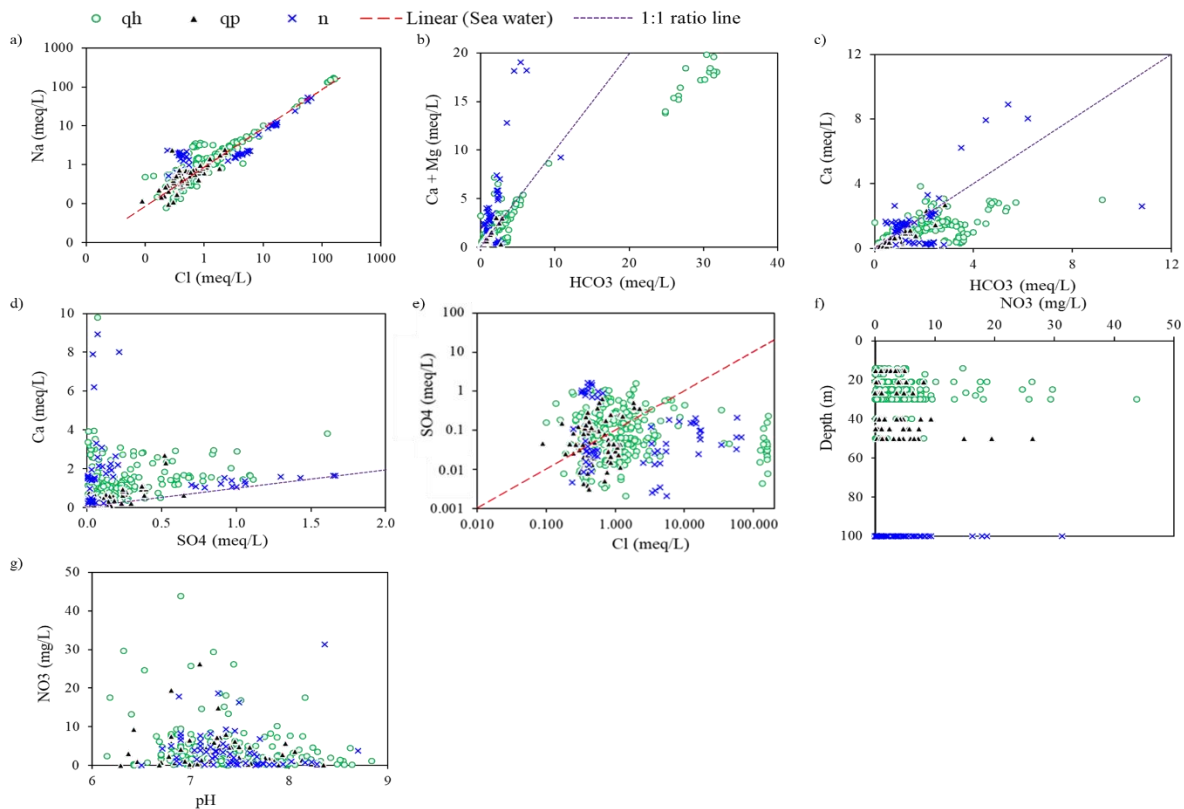 qh qp n Linear (Sea water) 1:1 ratio line
a)
1000
100
10
1
0
0
Na (meq/L)
0 0 1 10 100 1000
Cl (meq/L)
b)
20
15
10
5
0
Ca + Mg (meq/L)
0 10 20 30 40
HCO3 (meq/L)
c)
12
8
4
0
Ca (meq/L)
0 4 8 12
HCO3 (meq/L)
d)
10
8
6
4
2
0
Ca (meq/L)
0.0 0.5 1.0 1.5 2.0
SO4 (meq/L)
e)
100
10
1
0.1
0.01
0.001
SO4 (meq/L)
0.010 0.100 1.000 10.000 100.000
Cl (meq/L)
f)
NO3 (mg/L)
0 10 20 30 40 50
0
20
40
60
80
100
Depth (m)
g)
50
40
30
20
10
0
NO3 (mg/L)
6 7 8 9
pH